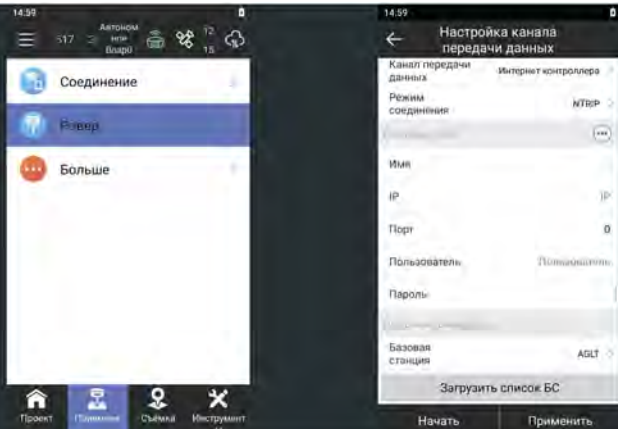 14:59
517
Автоном
ное
12
15
Соединение
Ровер
Больше
Проект
Приемник
Съёмка
Инструмент
14:59
Настройка канала
передачи данных
Канал передачи
данных
Интернет контроллера
Режим
соединения
NTRIP
Имя
IP
IP
Порт
0
Пользователь
Пользователь
Пароль
Базовая
станция
AGLT
Загрузить список БС
Начать
Применить